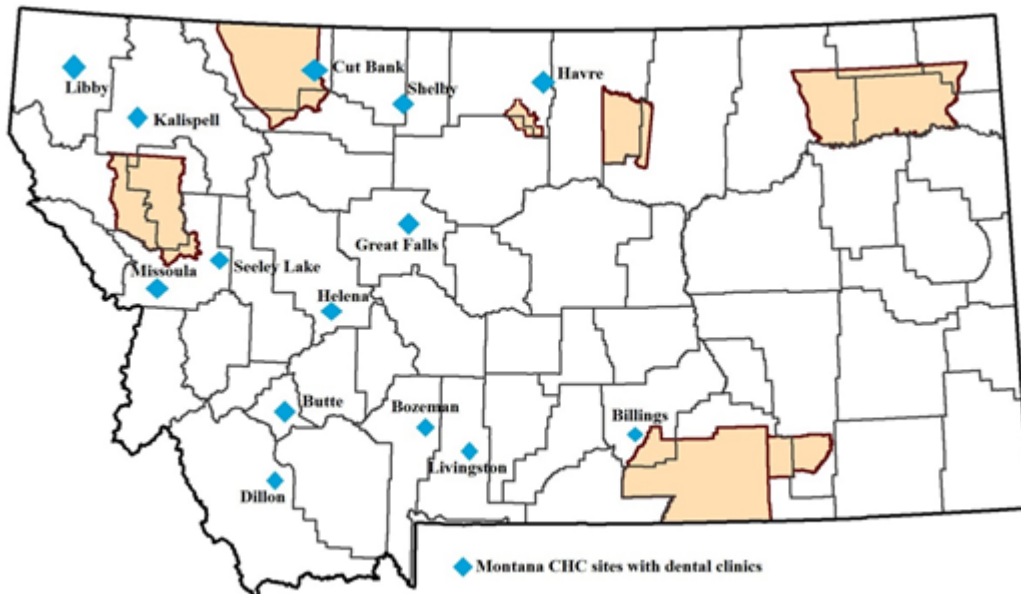 Libby
Cut Bank
Havre
Shelby
Kalispell
Great Falls
Seeley Lake
Missoula
Helena
Butte
Bozeman
Billings
Livingston
Dillon
Montana CHC sites with dental clinics